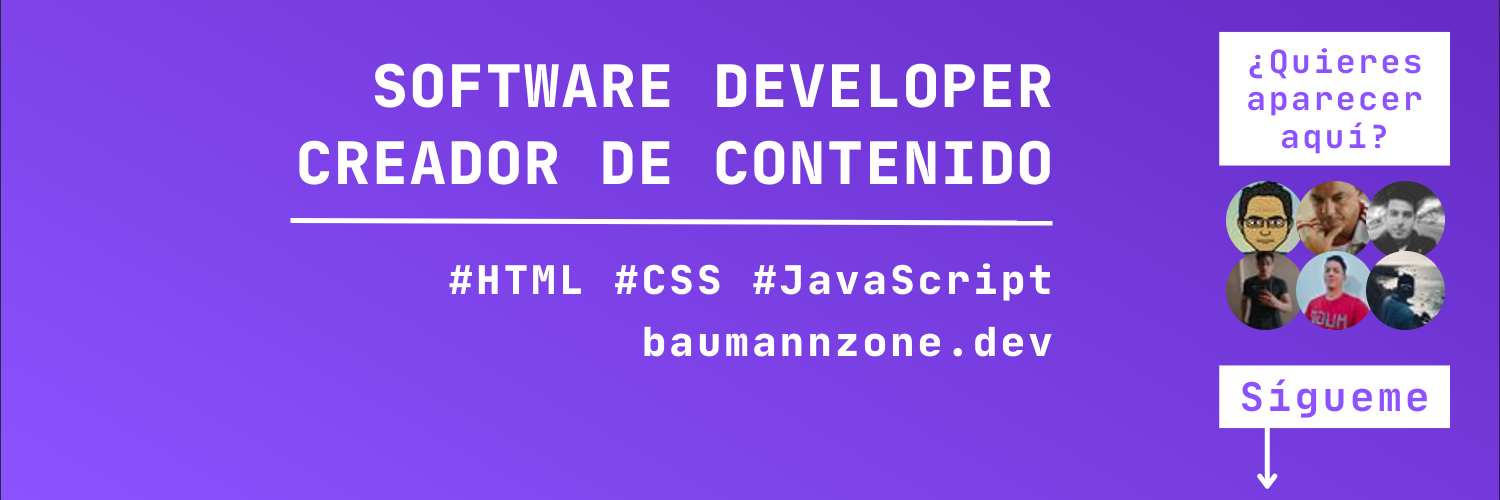 SOFTWARE DEVELOPER
CREADOR DE CONTENIDO
#HTML #CSS #JavaScript
baumannzone.dev
¿Quieres
aparecer
aquí?
Sígueme